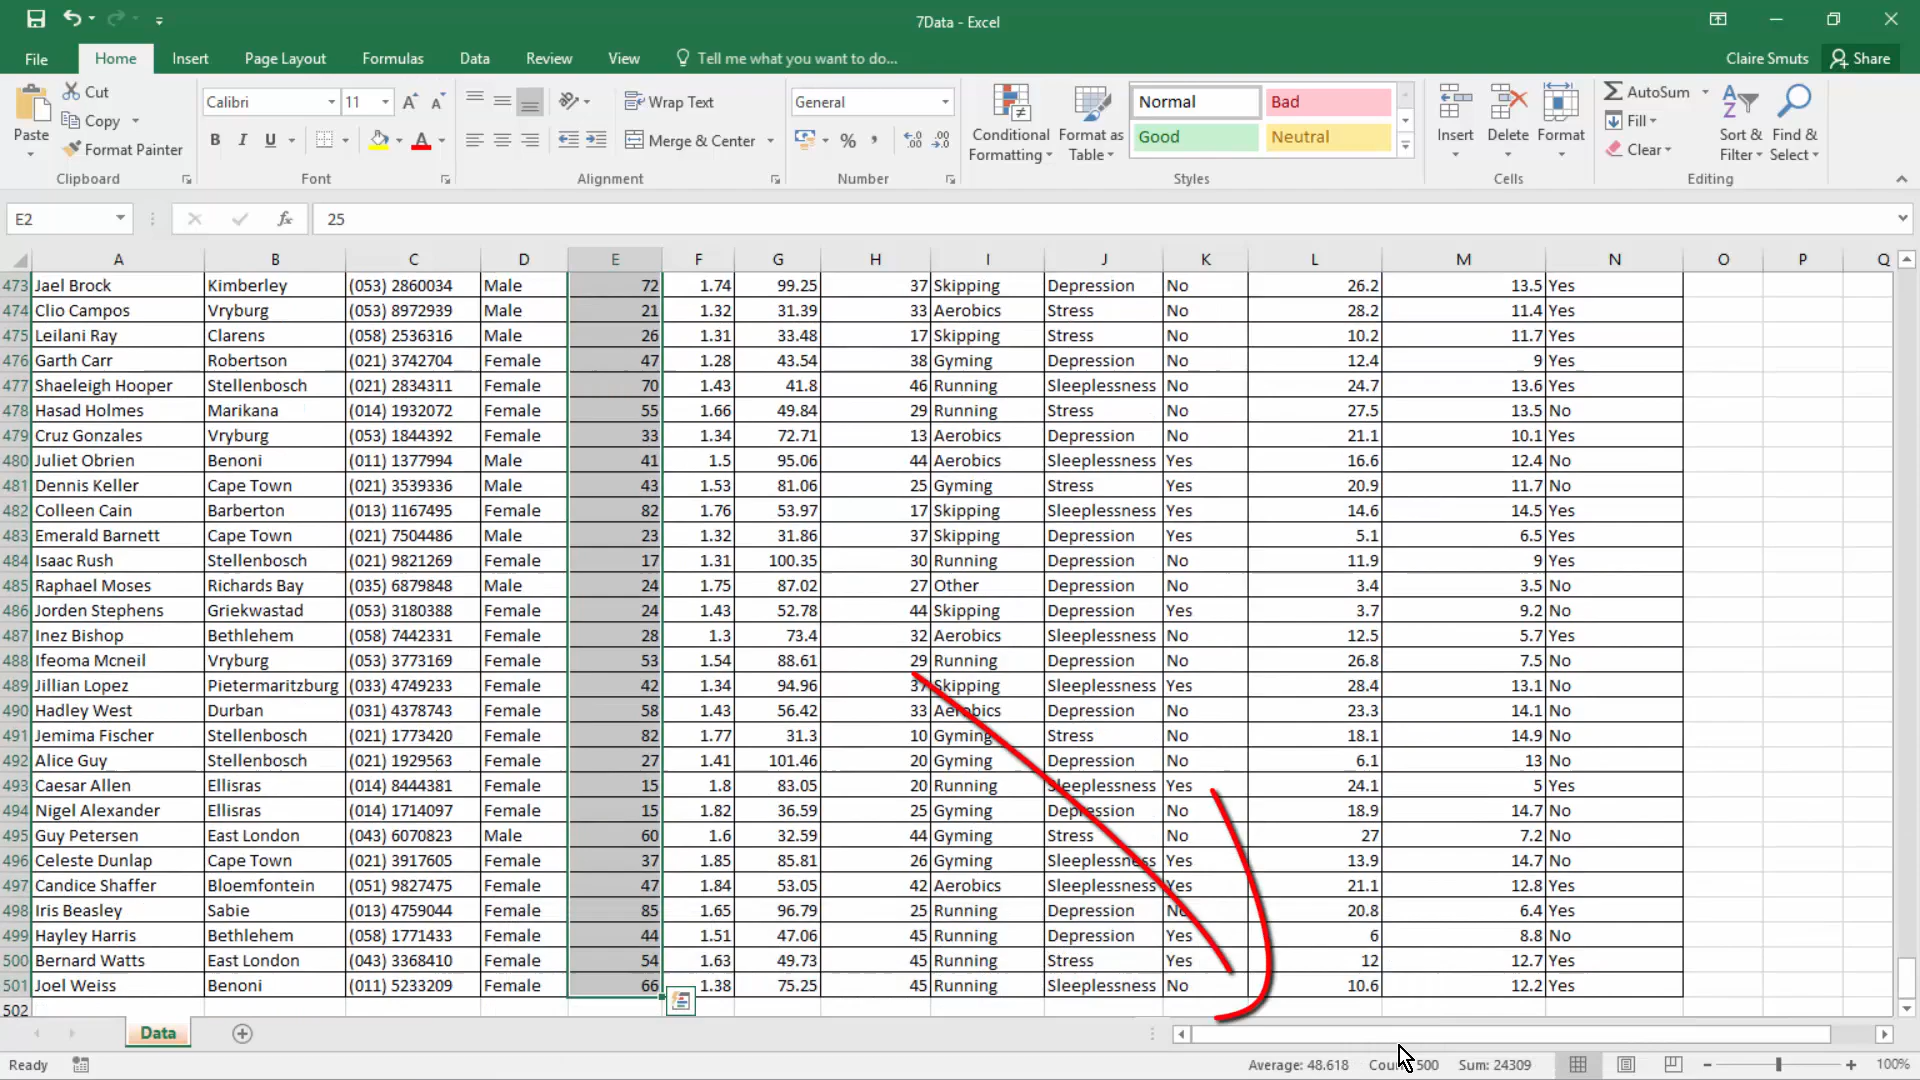 7Data - Excel
File Home Insert Page Layout Formulas Data Review View Tell me what you want to do... Claire Smuts Share
Paste Cut Copy Format Painter Clipboard
Calibri 11 B I U A Font
Wrap Text Merge & Center Alignment
General % , Number
Conditional Formatting Format as Table Normal Bad Good Neutral Styles
Insert Delete Format Cells
AutoSum Fill Clear Sort & Filter Find & Select Editing
E2 fx 25
A B C D E F G H I J K L M N O P Q
473 Jael Brock Kimberley (053) 2860034 Male 72 1.74 99.25 37 Skipping Depression No 26.2 13.5 Yes
474 Clio Campos Vryburg (053) 8972939 Male 21 1.32 31.39 33 Aerobics Stress No 28.2 11.4 Yes
475 Leilani Ray Clarens (058) 2536316 Male 26 1.31 33.48 17 Skipping Stress No 10.2 11.7 Yes
476 Garth Carr Robertson (021) 3742704 Female 47 1.28 43.54 38 Gyming Depression No 12.4 9 Yes
477 Shaeleigh Hooper Stellenbosch (021) 2834311 Female 70 1.43 41.8 46 Running Sleeplessness No 24.7 13.6 Yes
478 Hasad Holmes Marikana (014) 1932072 Female 55 1.66 49.84 29 Running Stress No 27.5 13.5 No
479 Cruz Gonzales Vryburg (053) 1844392 Female 33 1.34 72.71 13 Aerobics Depression No 21.1 10.1 Yes
480 Juliet Obrien Benoni (011) 1377994 Male 41 1.5 95.06 44 Aerobics Sleeplessness Yes 16.6 12.4 No
481 Dennis Keller Cape Town (021) 3539336 Male 43 1.53 81.06 25 Gyming Stress Yes 20.9 11.7 No
482 Colleen Cain Barberton (013) 1167495 Female 82 1.76 53.97 17 Skipping Sleeplessness Yes 14.6 14.5 Yes
483 Emerald Barnett Cape Town (021) 7504486 Male 23 1.32 31.86 37 Skipping Depression Yes 5.1 6.5 Yes
484 Isaac Rush Stellenbosch (021) 9821269 Female 17 1.31 100.35 30 Running Depression No 11.9 9 Yes
485 Raphael Moses Richards Bay (035) 6879848 Male 24 1.75 87.02 27 Other Depression No 3.4 3.5 No
486 Jorden Stephens Griekwastad (053) 3180388 Female 24 1.43 52.78 44 Skipping Depression Yes 3.7 9.2 No
487 Inez Bishop Bethlehem (058) 7442331 Female 28 1.3 73.4 32 Aerobics Sleeplessness No 12.5 5.7 Yes
488 Ifeoma Mcneil Vryburg (053) 3773169 Female 53 1.54 88.61 29 Running Depression No 26.8 7.5 No
489 Jillian Lopez Pietermaritzburg (033) 4749233 Female 42 1.34 94.96 37 Skipping Sleeplessness Yes 28.4 13.1 No
490 Hadley West Durban (031) 4378743 Female 58 1.43 56.42 33 Aerobics Depression No 23.3 14.1 No
491 Jemima Fischer Stellenbosch (021) 1773420 Female 82 1.77 31.3 10 Gyming Stress No 18.1 14.9 No
492 Alice Guy Stellenbosch (021) 1929563 Female 27 1.41 101.46 20 Gyming Depression No 6.1 13 No
493 Caesar Allen Ellisras (014) 8444381 Female 15 1.8 83.05 20 Running Sleeplessness Yes 24.1 5 Yes
494 Nigel Alexander Ellisras (014) 1714097 Female 15 1.82 36.59 25 Gyming Depression No 18.9 14.7 No
495 Guy Petersen East London (043) 6070823 Male 60 1.6 32.59 44 Gyming Stress No 27 7.2 No
496 Celeste Dunlap Cape Town (021) 3917605 Female 37 1.85 85.81 26 Gyming Sleeplessness Yes 13.9 14.7 No
497 Candice Shaffer Bloemfontein (051) 9827475 Female 47 1.84 53.05 42 Aerobics Sleeplessness Yes 21.1 12.8 Yes
498 Iris Beasley Sabie (013) 4759044 Female 85 1.65 96.79 25 Running Depression No 20.8 6.4 Yes
499 Hayley Harris Bethlehem (058) 1771433 Female 44 1.51 47.06 45 Running Depression Yes 6 8.8 No
500 Bernard Watts East London (043) 3368410 Female 54 1.63 49.73 45 Running Stress Yes 12 12.7 Yes
501 Joel Weiss Benoni (011) 5233209 Female 66 1.38 75.25 45 Running Sleeplessness No 10.6 12.2 Yes
502
Data
Ready Average: 48.618 500 Sum: 24309 100%